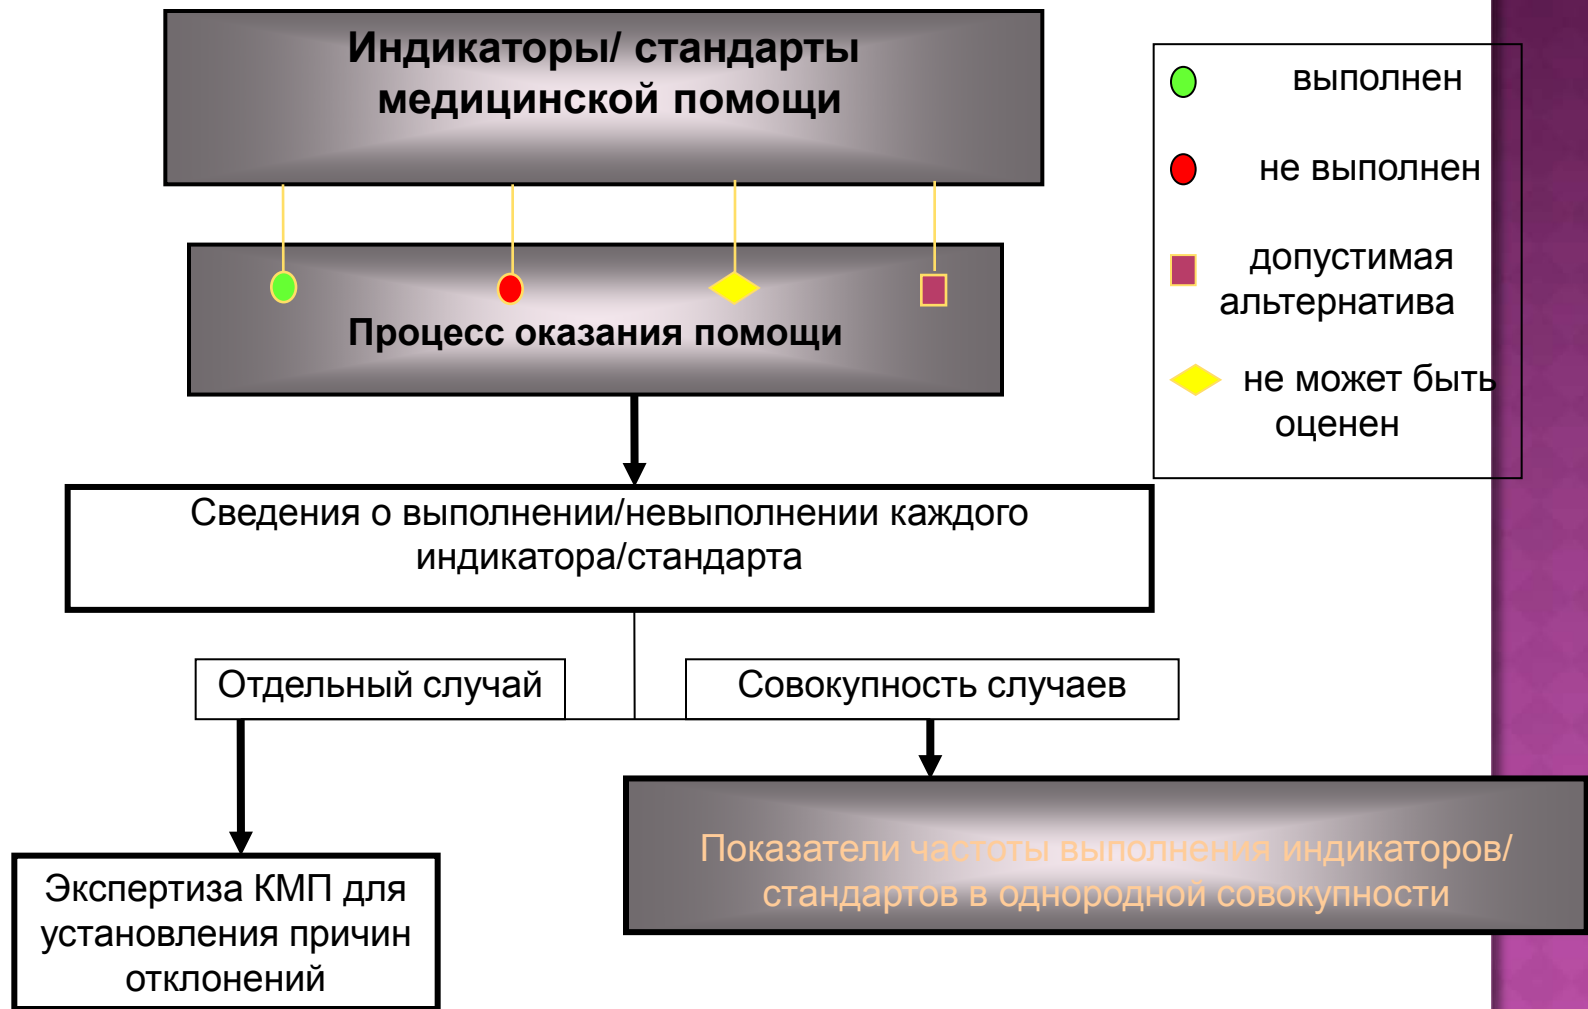 Индикаторы/ стандарты
медицинской помощи
выполнен
не выполнен
допустимая
альтернатива
не может быть
оценен
Процесс оказания помощи
Сведения о выполнении/невыполнении каждого
индикатора/стандарта
Отдельный случай
Совокупность случаев
Экспертиза КМП для
установления причин
отклонений
Показатели частоты выполнения индикаторов/
стандартов в однородной совокупности